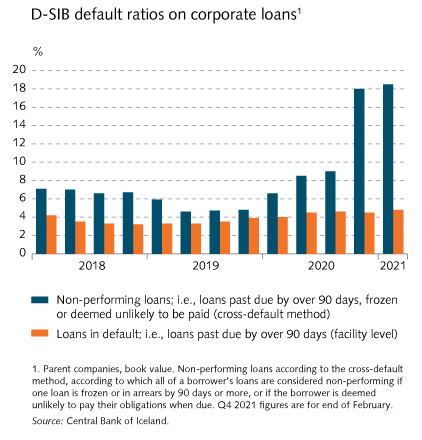 D-SIB default ratios on corporate loans¹
%
20
18
16
14
12
10
8
6
4
2
0
2018 2019 2020 2021
Non-performing loans; i.e., loans past due by over 90 days, frozen
or deemed unlikely to be paid (cross-default method)
Loans in default; i.e., loans past due by over 90 days (facility level)
1. Parent companies, book value. Non-performing loans according to the cross-default
method, according to which all of a borrower's loans are considered non-performing if
one loan is frozen or in arrears by 90 days or more, or if the borrower is deemed
unlikely to pay their obligations when due. Q4 2021 figures are for end of February.
Source: Central Bank of Iceland.